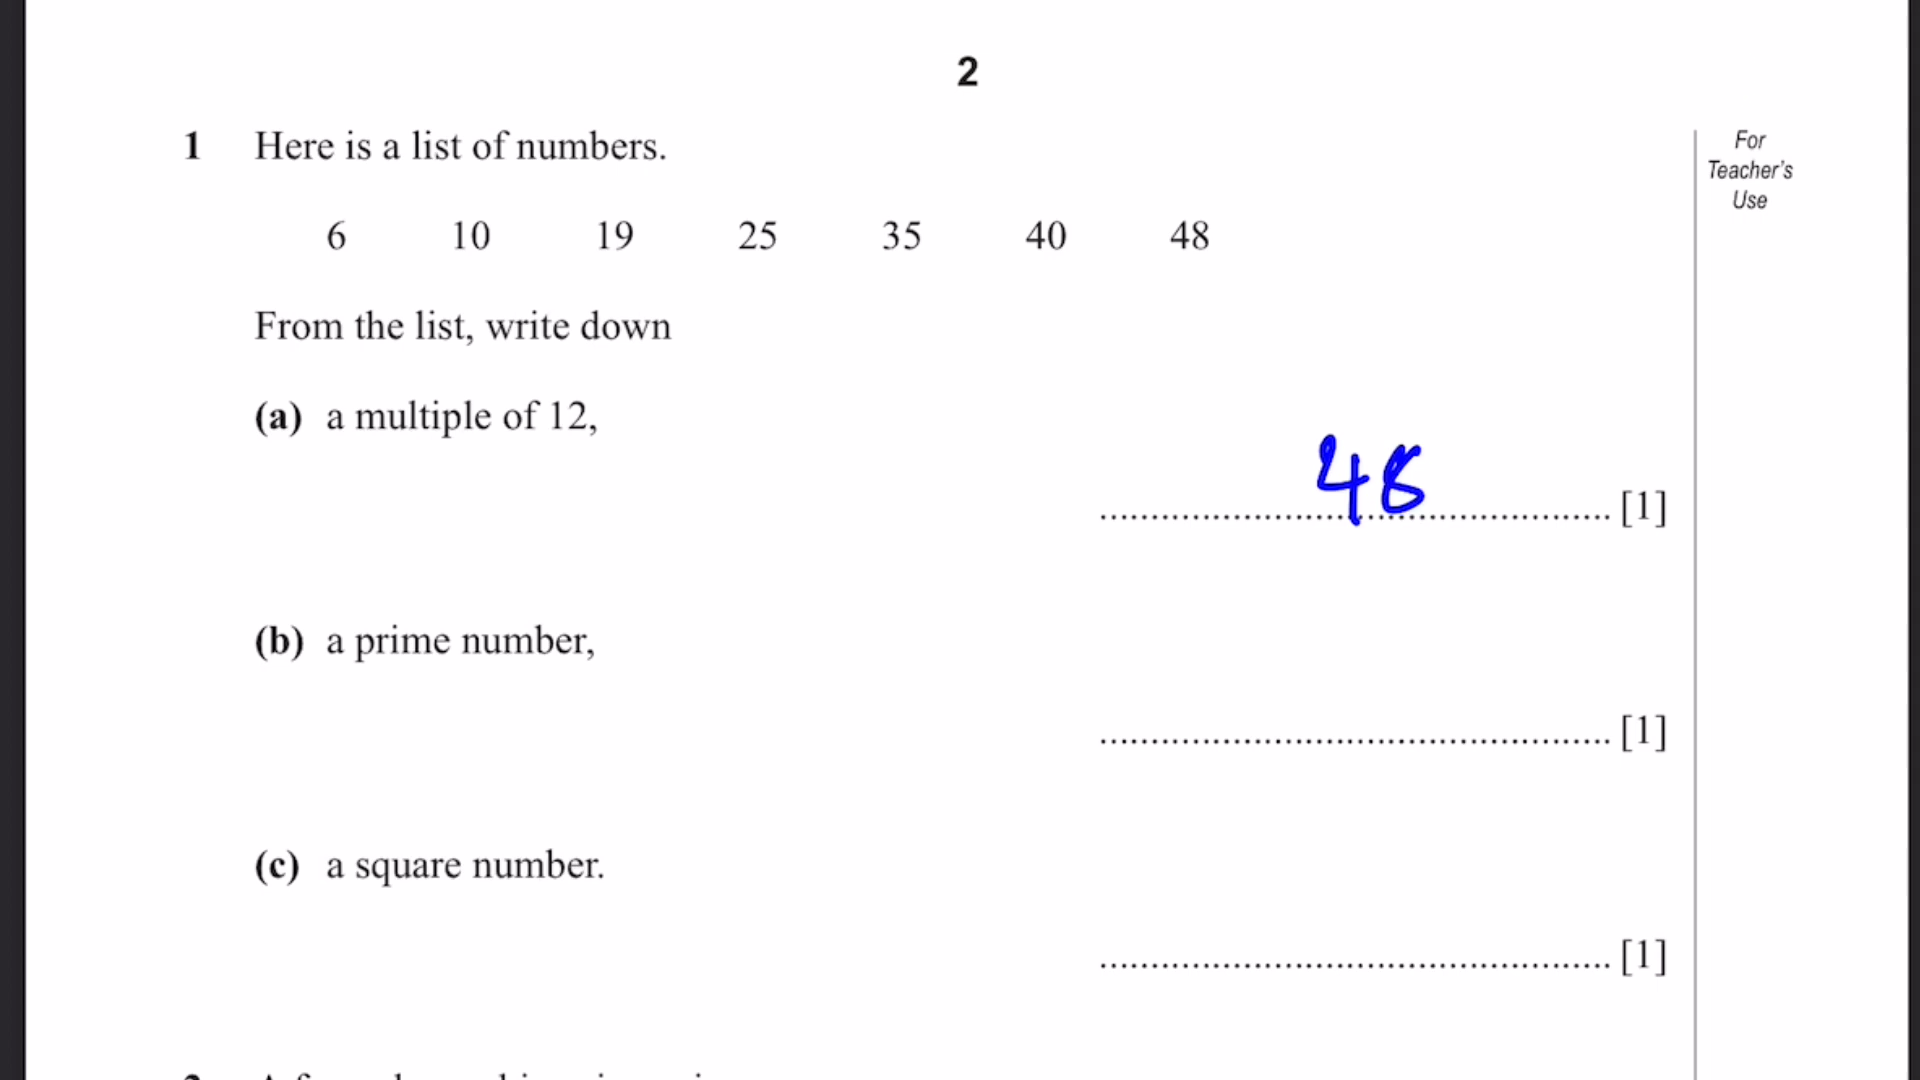 2
1 Here is a list of numbers.
For
Teacher's
Use
6 10 19 25 35 40 48
From the list, write down
(a) a multiple of 12,
48
.................................................. [1]
(b) a prime number,
.................................................. [1]
(c) a square number.
.................................................. [1]